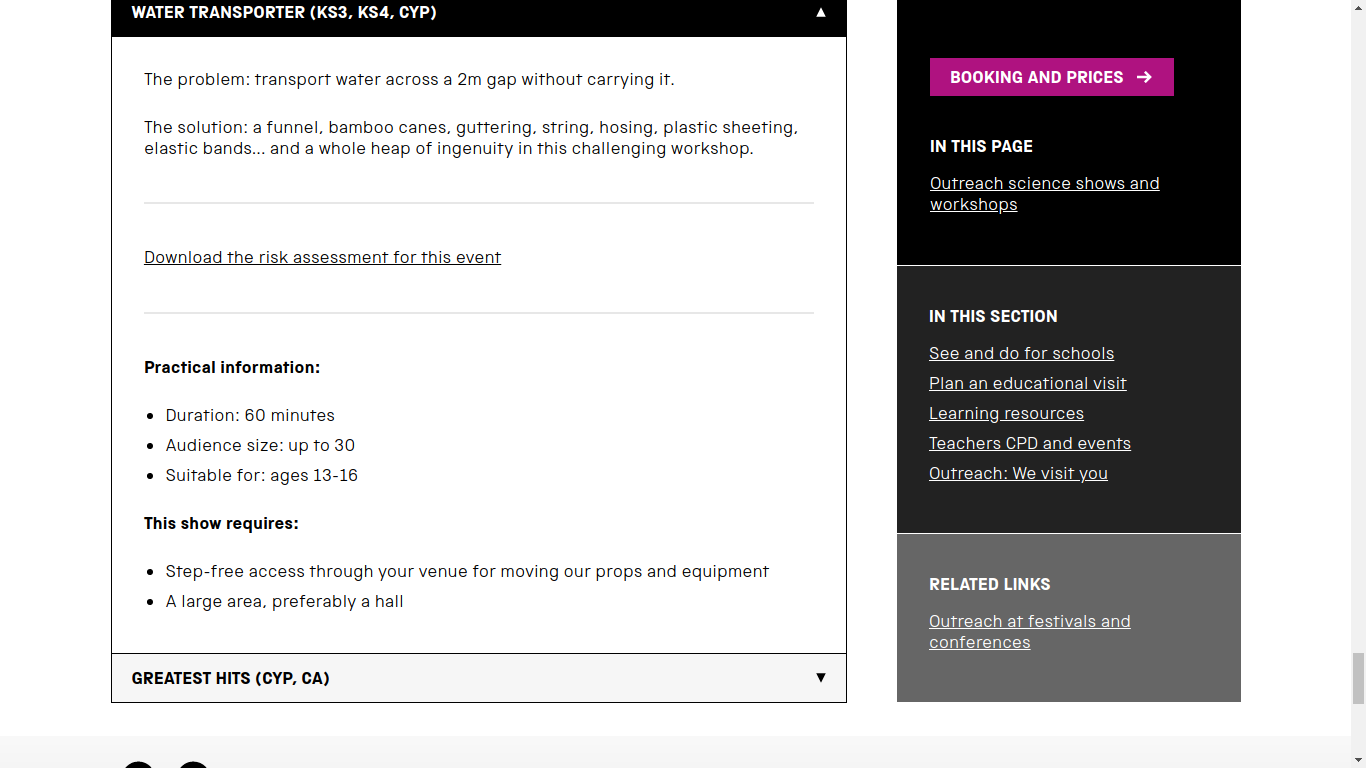 WATER TRANSPORTER (KS3, KS4, CYP)
The problem: transport water across a 2m gap without carrying it.
The solution: a funnel, bamboo canes, guttering, string, hosing, plastic sheeting,
elastic bands... and a whole heap of ingenuity in this challenging workshop.
Download the risk assessment for this event
Practical information:
Duration: 60 minutes
Audience size: up to 30
Suitable for: ages 13-16
This show requires:
Step-free access through your venue for moving our props and equipment
A large area, preferably a hall
GREATEST HITS (CYP, CA)
BOOKING AND PRICES
IN THIS PAGE
Outreach science shows and
workshops
IN THIS SECTION
See and do for schools
Plan an educational visit
Learning resources
Teachers CPD and events
Outreach: We visit you
RELATED LINKS
Outreach at festivals and
conferences